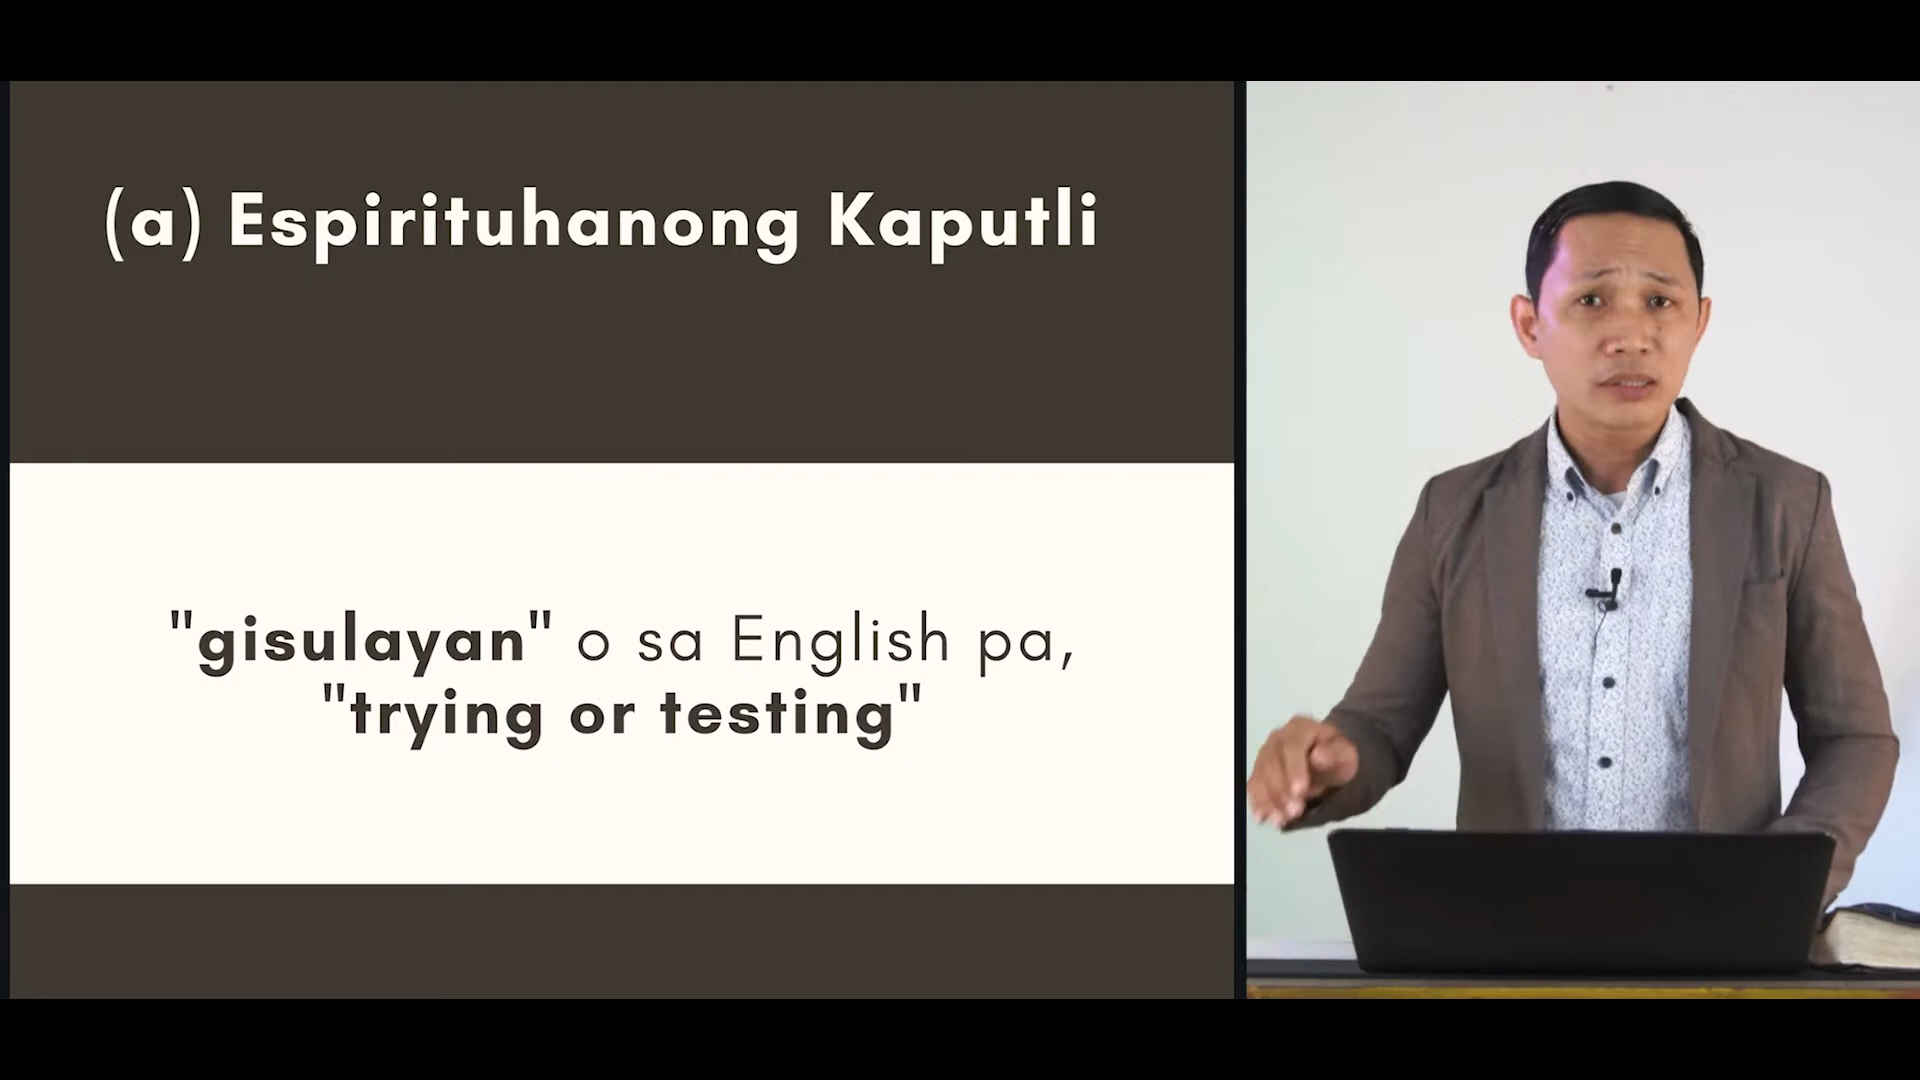 (a) Espirituhanong Kaputli
"gisulayan" o sa English pa,
"trying or testing"